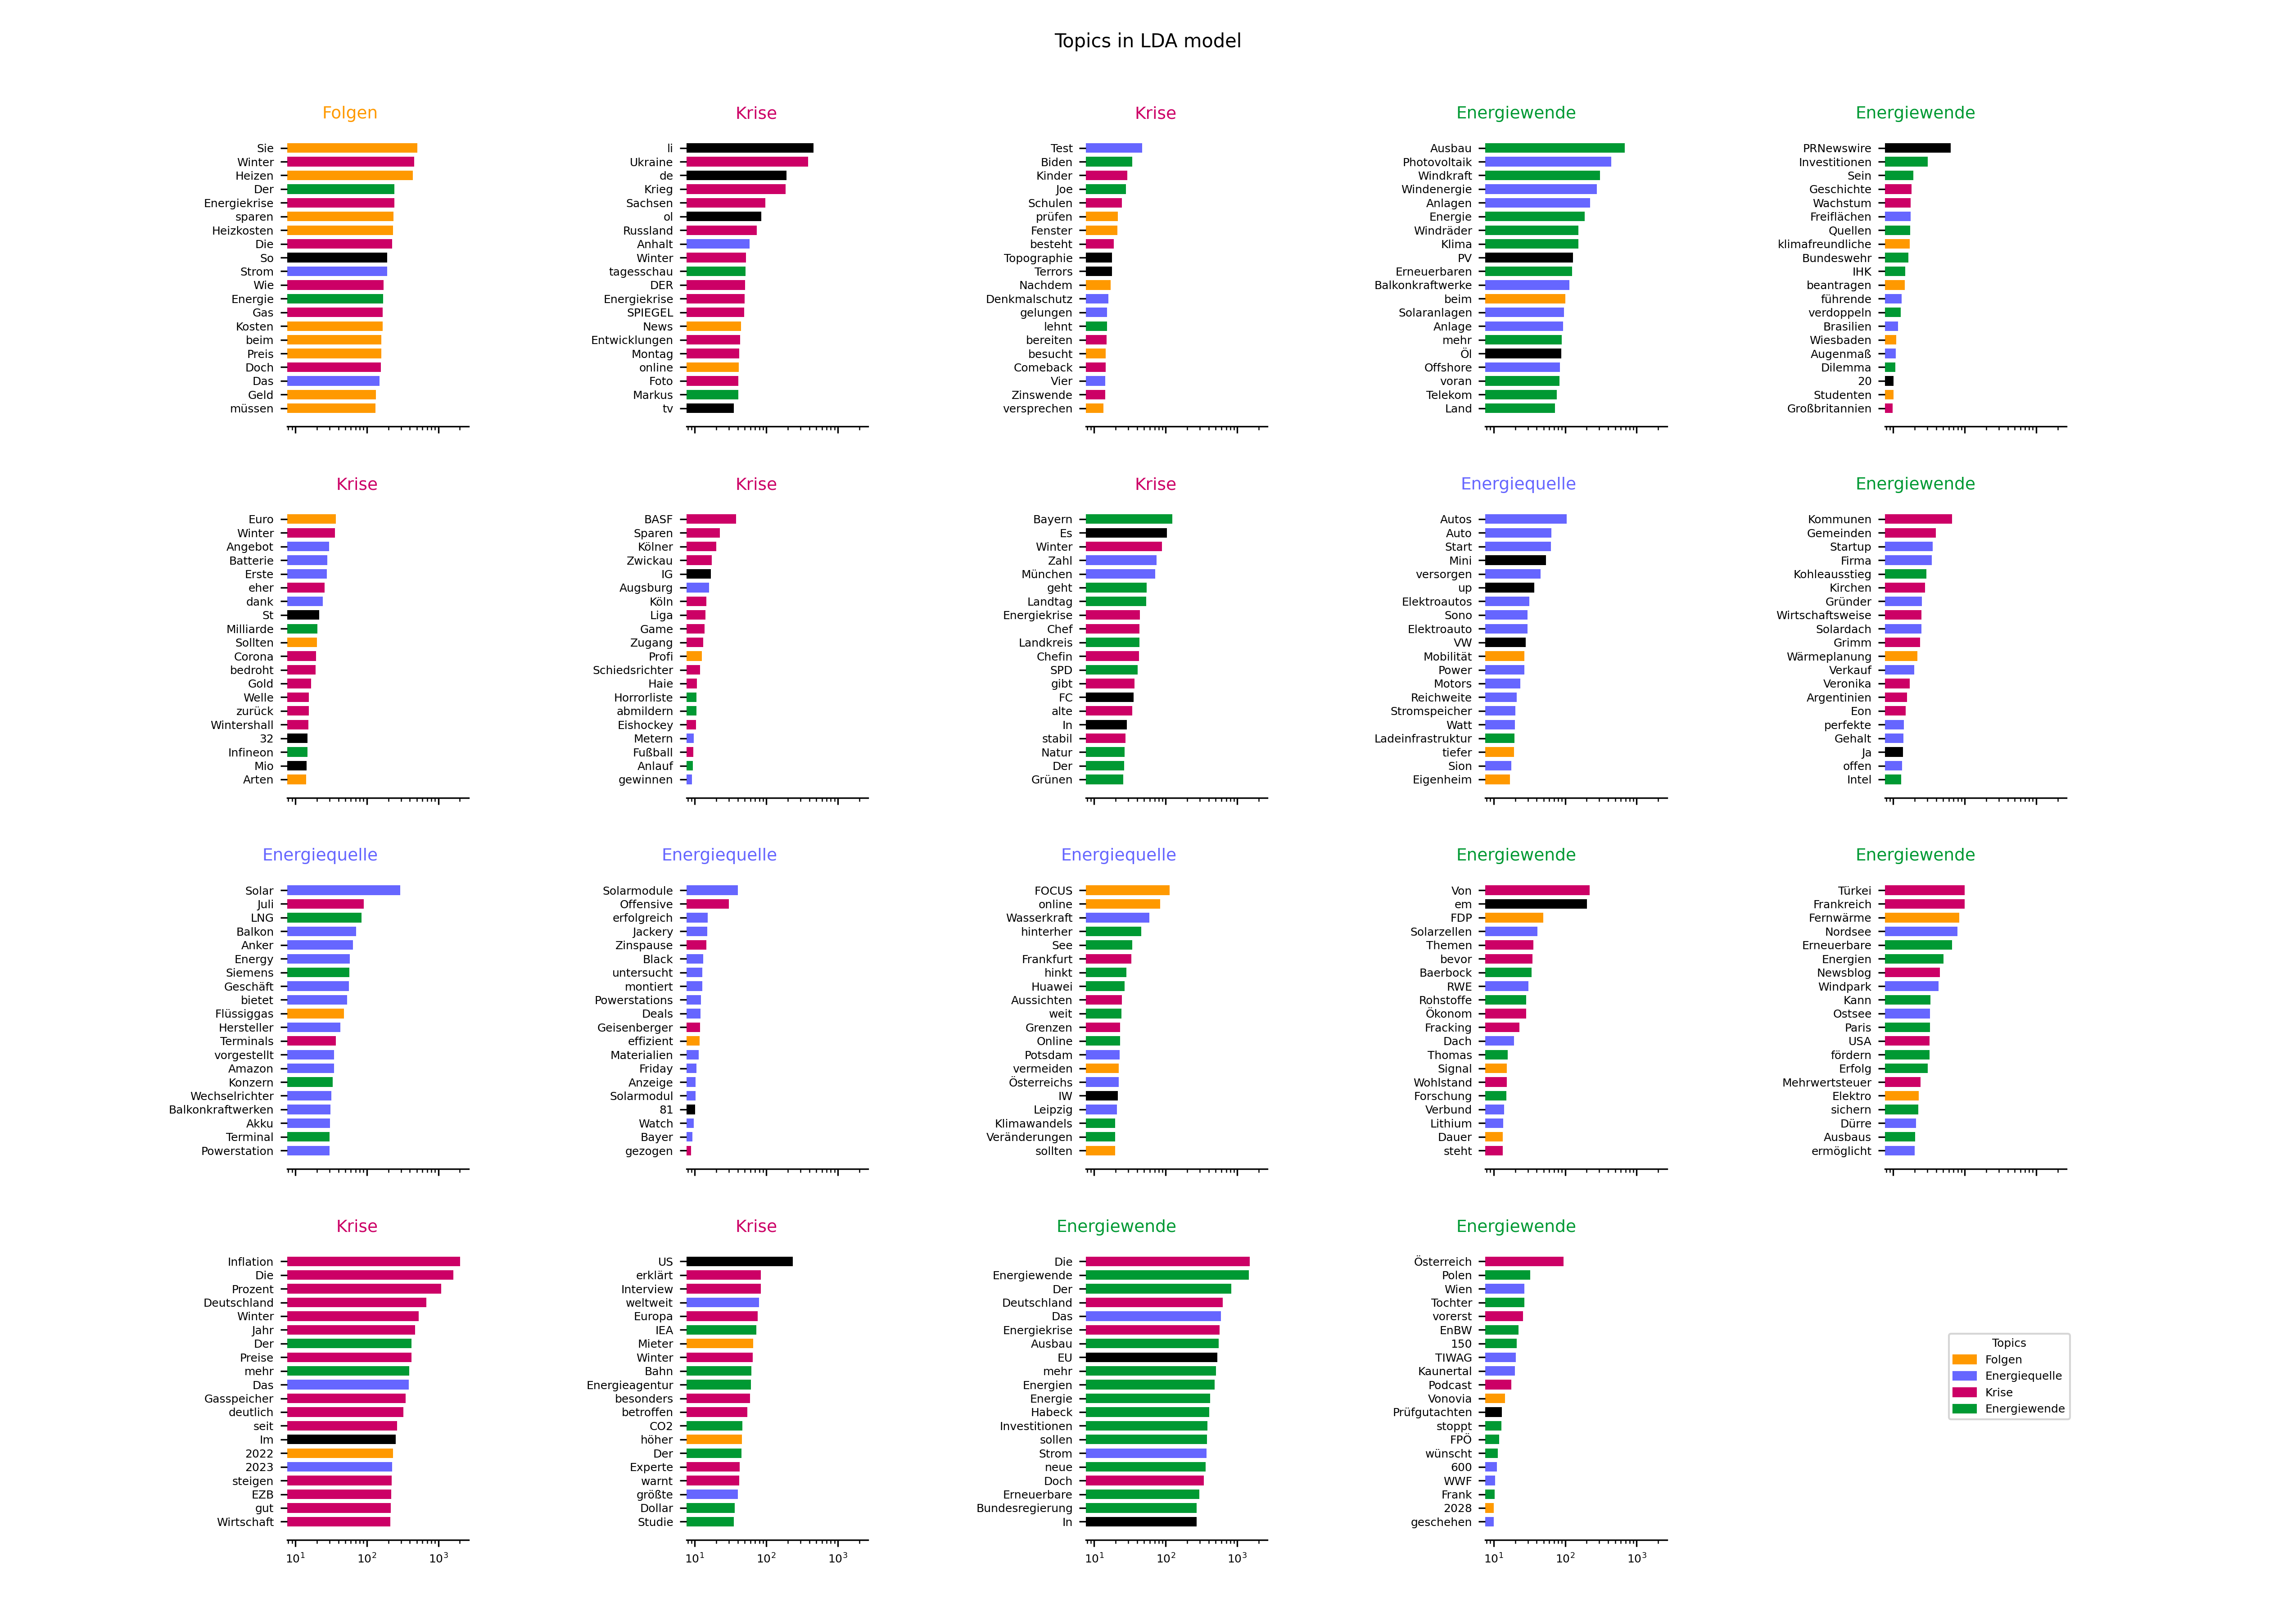 Topics in LDA model
Folgen
Sie
Winter
Heizen
Der
Energiekrise
sparen
Heizkosten
Die
So
Strom
Wie
Energie
Gas
Kosten
beim
Preis
Doch
Das
Geld
müssen
Krise
li
Ukraine
de
Krieg
Sachsen
ol
Russland
Anhalt
Winter
tagesschau
DER
Energiekrise
SPIEGEL
News
Entwicklungen
Montag
online
Foto
Markus
tv
Krise
Test
Biden
Kinder
Joe
Schulen
prüfen
Fenster
besteht
Topographie
Terrors
Nachdem
Denkmalschutz
gelungen
lehnt
bereiten
besucht
Comeback
Vier
Zinswende
versprechen
Energiewende
Ausbau
Photovoltaik
Windkraft
Windenergie
Anlagen
Energie
Windräder
Klima
PV
Erneuerbaren
Balkonkraftwerke
beim
Solaranlagen
Anlage
mehr
Öl
Offshore
voran
Telekom
Land
Energiewende
PRNewswire
Investitionen
Sein
Geschichte
Wachstum
Freiflächen
Quellen
klimafreundliche
Bundeswehr
IHK
beantragen
führende
verdoppeln
Brasilien
Wiesbaden
Augenmaß
Dilemma
20
Studenten
Großbritannien
Krise
Euro
Winter
Angebot
Batterie
Erste
eher
dank
St
Milliarde
Sollten
Corona
bedroht
Gold
Welle
zurück
Wintershall
32
Infineon
Mio
Arten
Krise
BASF
Sparen
Kölner
Zwickau
IG
Augsburg
Köln
Liga
Game
Zugang
Profi
Schiedsrichter
Haie
Horrorliste
abmildern
Eishockey
Metern
Fußball
Anlauf
gewinnen
Krise
Bayern
Es
Winter
Zahl
München
geht
Landtag
Energiekrise
Chef
Landkreis
Chefin
SPD
gibt
FC
alte
In
stabil
Natur
Der
Grünen
Energiequelle
Autos
Auto
Start
Mini
versorgen
up
Elektroautos
Sono
Elektroauto
VW
Mobilität
Power
Motors
Reichweite
Stromspeicher
Watt
Ladeinfrastruktur
tiefer
Sion
Eigenheim
Energiewende
Kommunen
Gemeinden
Startup
Firma
Kohleausstieg
Kirchen
Gründer
Wirtschaftsweise
Solardach
Grimm
Wärmeplanung
Verkauf
Veronika
Argentinien
Eon
perfekte
Gehalt
Ja
offen
Intel
Energiequelle
Solar
Juli
LNG
Balkon
Anker
Energy
Siemens
Geschäft
bietet
Flüssiggas
Hersteller
Terminals
vorgestellt
Amazon
Konzern
Wechselrichter
Balkonkraftwerken
Akku
Terminal
Powerstation
Energiequelle
Solarmodule
Offensive
erfolgreich
Jackery
Zinspause
Black
untersucht
montiert
Powerstations
Deals
Geisenberger
effizient
Materialien
Friday
Anzeige
Solarmodul
81
Watch
Bayer
gezogen
Energiequelle
FOCUS
online
Wasserkraft
hinterher
See
Frankfurt
hinkt
Huawei
Aussichten
weit
Grenzen
Online
Potsdam
vermeiden
Österreichs
IW
Leipzig
Klimawandels
Veränderungen
sollten
Energiewende
Von
em
FDP
Solarzellen
Themen
bevor
Baerbock
RWE
Rohstoffe
Ökonom
Fracking
Dach
Thomas
Signal
Wohlstand
Forschung
Verbund
Lithium
Dauer
steht
Energiewende
Türkei
Frankreich
Fernwärme
Nordsee
Erneuerbare
Energien
Newsblog
Windpark
Kann
Ostsee
Paris
USA
fördern
Erfolg
Mehrwertsteuer
Elektro
sichern
Dürre
Ausbaus
ermöglicht
Krise
Inflation
Die
Prozent
Deutschland
Winter
Jahr
Der
Preise
mehr
Das
Gasspeicher
deutlich
seit
Im
2022
2023
steigen
EZB
gut
Wirtschaft
10¹ 10² 10³
Krise
US
erklärt
Interview
weltweit
Europa
IEA
Mieter
Winter
Bahn
Energieagentur
besonders
betroffen
CO2
höher
Der
Experte
warnt
größte
Dollar
Studie
10¹ 10² 10³
Energiewende
Die
Energiewende
Der
Deutschland
Das
Energiekrise
Ausbau
EU
mehr
Energien
Energie
Habeck
Investitionen
sollen
Strom
neue
Doch
Erneuerbare
Bundesregierung
In
10¹ 10² 10³
Energiewende
Österreich
Polen
Wien
Tochter
vorerst
EnBW
150
TIWAG
Kaunertal
Podcast
Vonovia
Prüfgutachten
stoppt
FPÖ
wünscht
600
WWF
Frank
2028
geschehen
10¹ 10² 10³
Topics
Folgen
Energiequelle
Krise
Energiewende